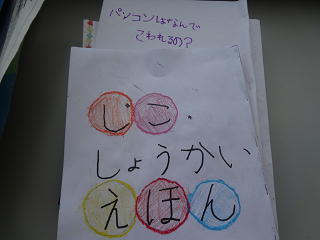 パソコンはなんで
こわれるの?
じこ
しょうかい
えほん